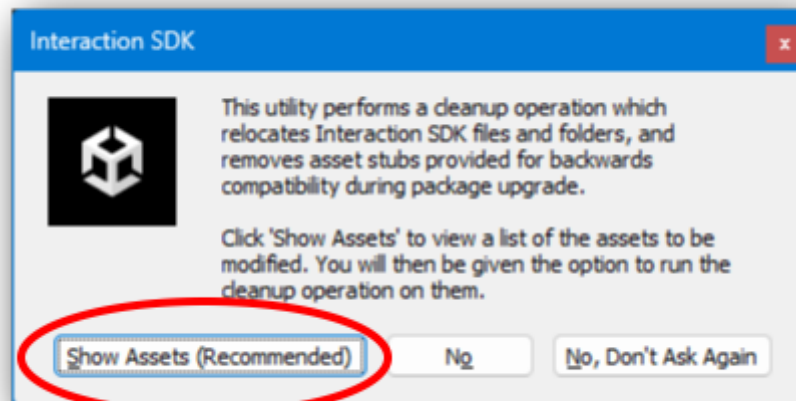 Interaction SDK
x
This utility performs a cleanup operation which
relocates Interaction SDK files and folders, and
removes asset stubs provided for backwards
compatibility during package upgrade.
Click 'Show Assets' to view a list of the assets to be
modified. You will then be given the option to run the
cleanup operation on them.
Show Assets (Recommended) No No, Don't Ask Again